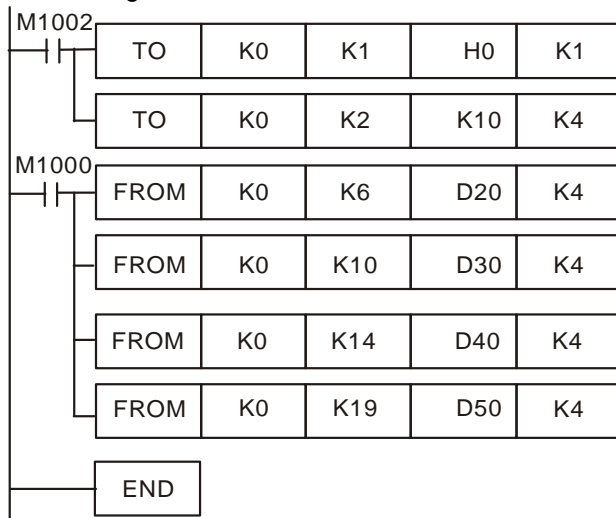 M1002
TO K0 K1 H0 K1
TO K0 K2 K10 K4
M1000
FROM K0 K6 D20 K4
FROM K0 K10 D30 K4
FROM K0 K14 D40 K4
FROM K0 K19 D50 K4
END